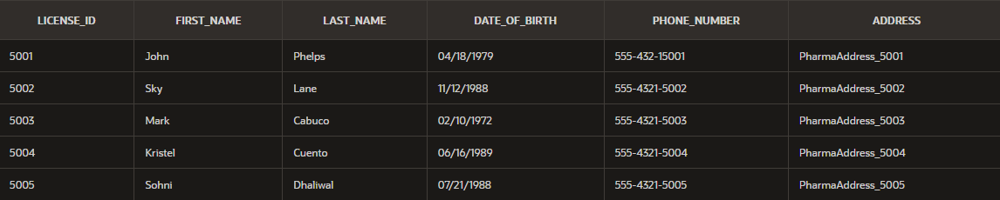 LICENSE_ID FIRST_NAME LAST_NAME DATE_OF_BIRTH PHONE_NUMBER ADDRESS
5001 John Phelps 04/18/1979 555-432-15001 PharmaAddress_5001
5002 Sky Lane 11/12/1988 555-4321-5002 PharmaAddress_5002
5003 Mark Cabuco 02/10/1972 555-4321-5003 PharmaAddress_5003
5004 Kristel Cuento 06/16/1989 555-4321-5004 PharmaAddress_5004
5005 Sohni Dhaliwal 07/21/1988 555-4321-5005 PharmaAddress_5005